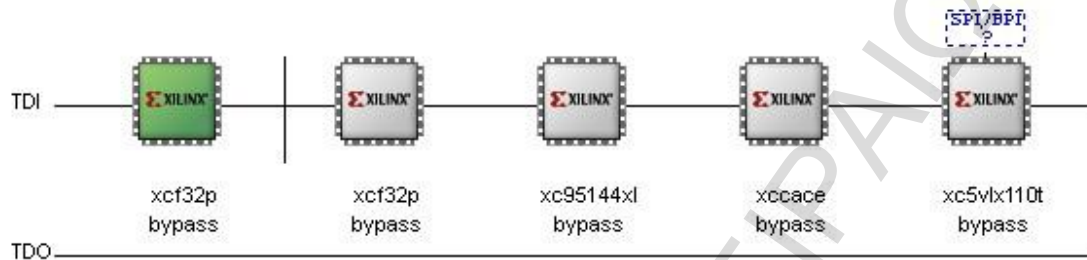 SPI/BPI
?
TDI
XILINX XILINX XILINX XILINX XILINX
xcf32p xcf32p xc95144xl xccace xc5vlx110t
bypass bypass bypass bypass bypass
TDO